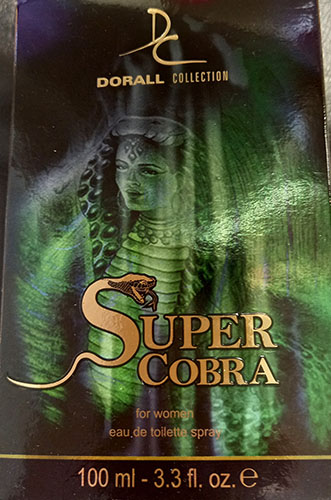 DC
DORALL COLLECTION
SUPER
COBRA
for women
eau de toilette spray
100 ml - 3.3 fl. oz. ℮